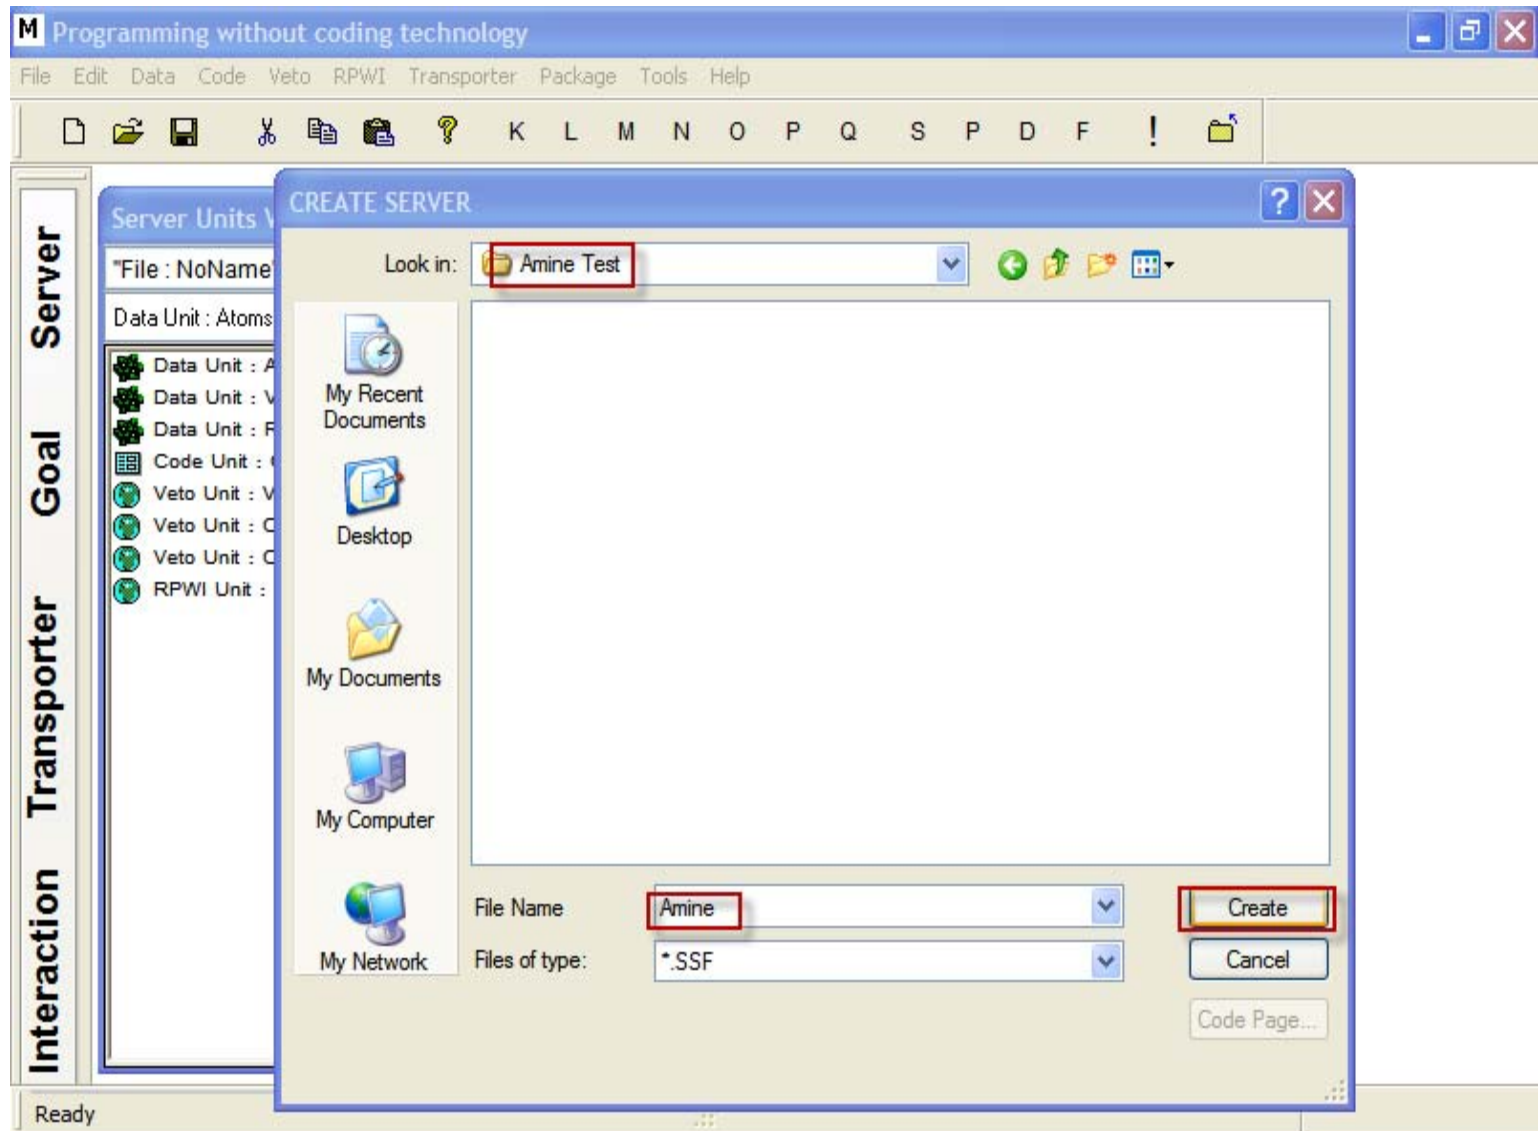 M Programming without coding technology
File Edit Data Code Veto RPWI Transporter Package Tools Help
K L M N O P Q S P D F !
Server
Goal
Transporter
Interaction
Server Units V
"File : NoName"
Data Unit : Atoms
Data Unit : A
Data Unit : V
Data Unit : R
Code Unit :
Veto Unit : V
Veto Unit : C
Veto Unit : C
RPWI Unit :
CREATE SERVER
Look in: Amine Test
My Recent
Documents
Desktop
My Documents
My Computer
My Network
File Name Amine Create
Files of type: *.SSF Cancel
Code Page...
Ready